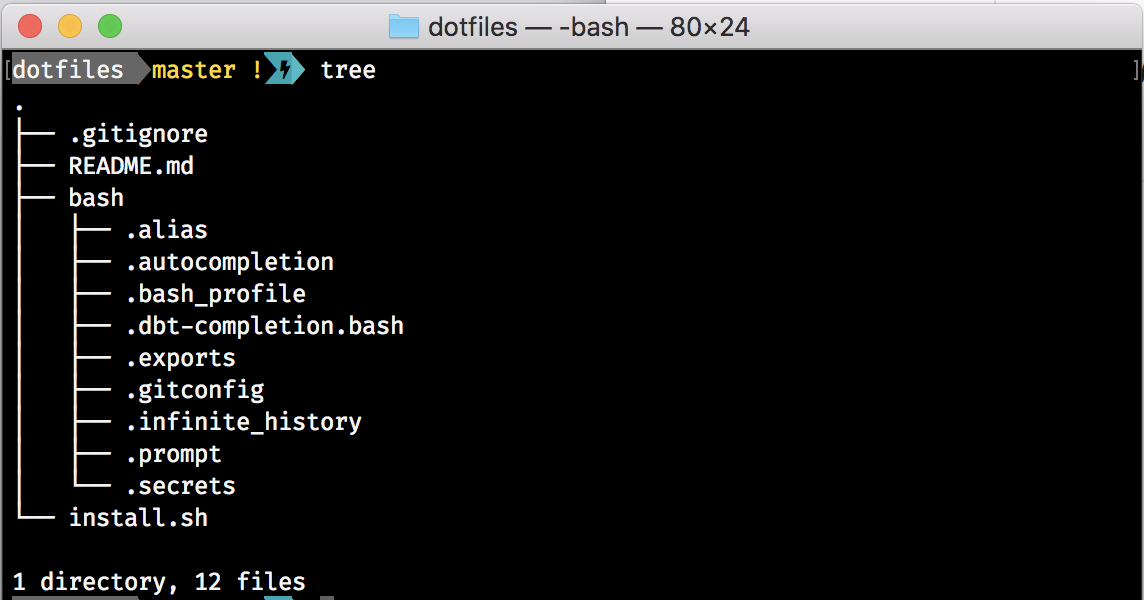 dotfiles — -bash — 80×24
[dotfiles master ! tree ]
.
├── .gitignore
├── README.md
├── bash
│   ├── .alias
│   ├── .autocompletion
│   ├── .bash_profile
│   ├── .dbt-completion.bash
│   ├── .exports
│   ├── .gitconfig
│   ├── .infinite_history
│   ├── .prompt
│   └── .secrets
└── install.sh
1 directory, 12 files